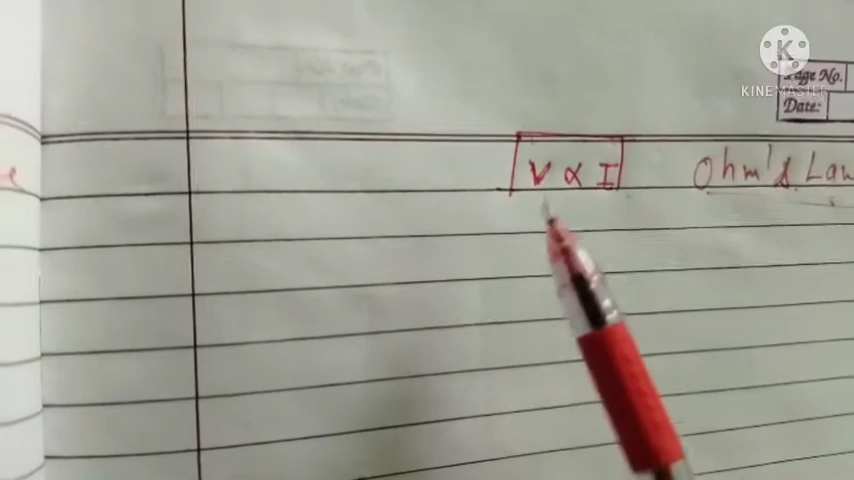 K
KINEMASTER
Page No.
Date:
V ∝ I Ohm's Law